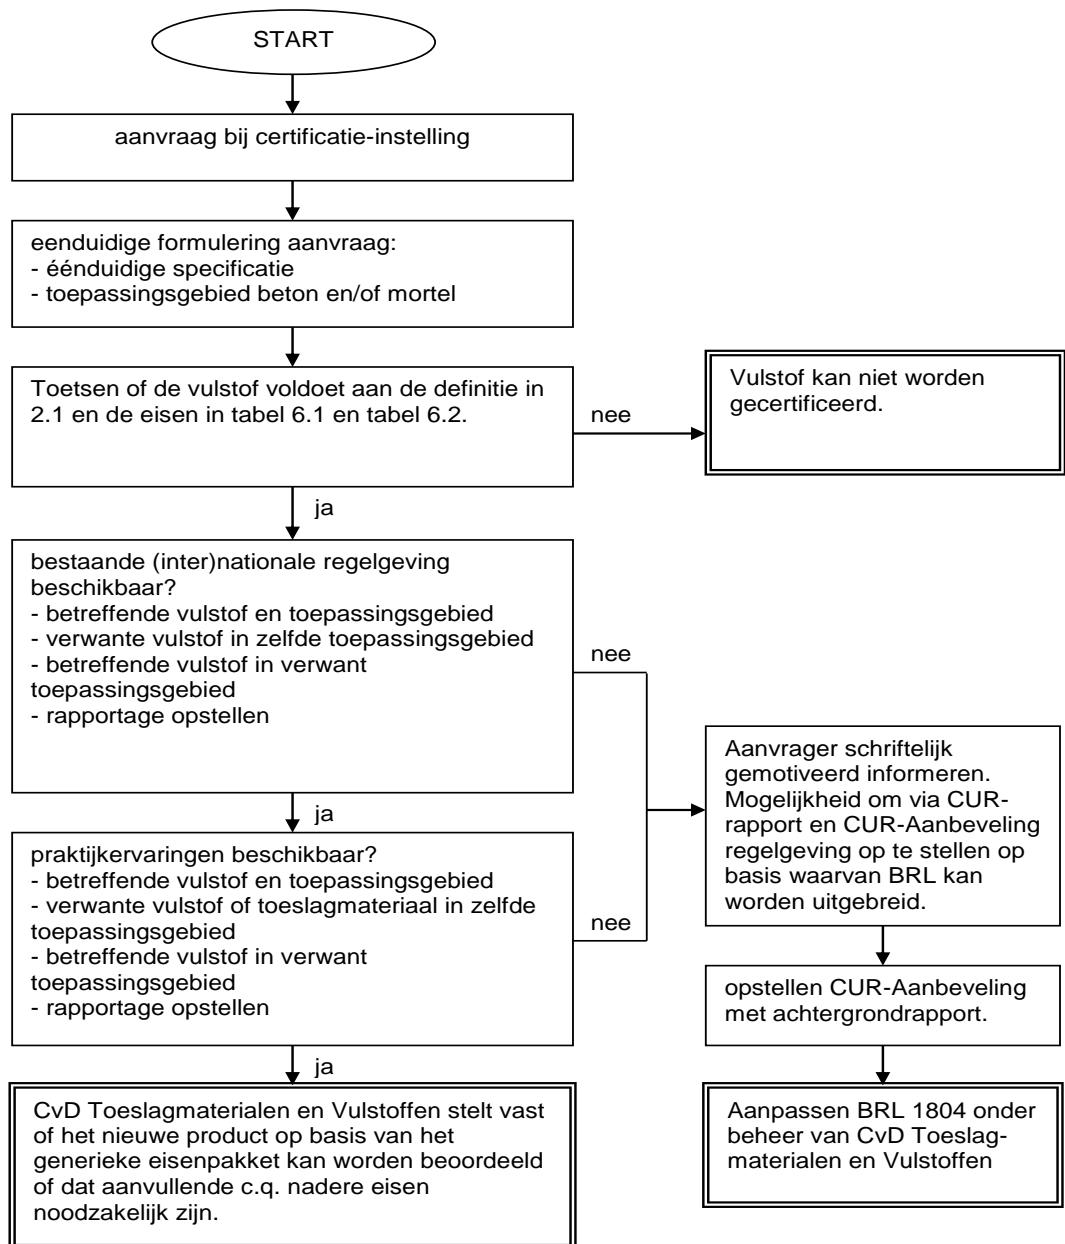 START
aanvraag bij certificatie-instelling
eenduidige formulering aanvraag:
- éénduidige specificatie
- toepassingsgebied beton en/of mortel
Toetsen of de vulstof voldoet aan de definitie in
2.1 en de eisen in tabel 6.1 en tabel 6.2.
nee
Vulstof kan niet worden
gecertificeerd.
ja
bestaande (inter)nationale regelgeving
beschikbaar?
- betreffende vulstof en toepassingsgebied
- verwante vulstof in zelfde toepassingsgebied
- betreffende vulstof in verwant
toepassingsgebied
- rapportage opstellen
nee
ja
praktijkervaringen beschikbaar?
- betreffende vulstof en toepassingsgebied
- verwante vulstof of toeslagmateriaal in zelfde
toepassingsgebied
- betreffende vulstof in verwant
toepassingsgebied
- rapportage opstellen
nee
Aanvrager schriftelijk
gemotiveerd informeren.
Mogelijkheid om via CUR-
rapport en CUR-Aanbeveling
regelgeving op te stellen op
basis waarvan BRL kan
worden uitgebreid.
opstellen CUR-Aanbeveling
met achtergrondrapport.
ja
CvD Toeslagmaterialen en Vulstoffen stelt vast
of het nieuwe product op basis van het
generieke eisenpakket kan worden beoordeeld
of dat aanvullende c.q. nadere eisen
noodzakelijk zijn.
Aanpassen BRL 1804 onder
beheer van CvD Toeslag-
materialen en Vulstoffen